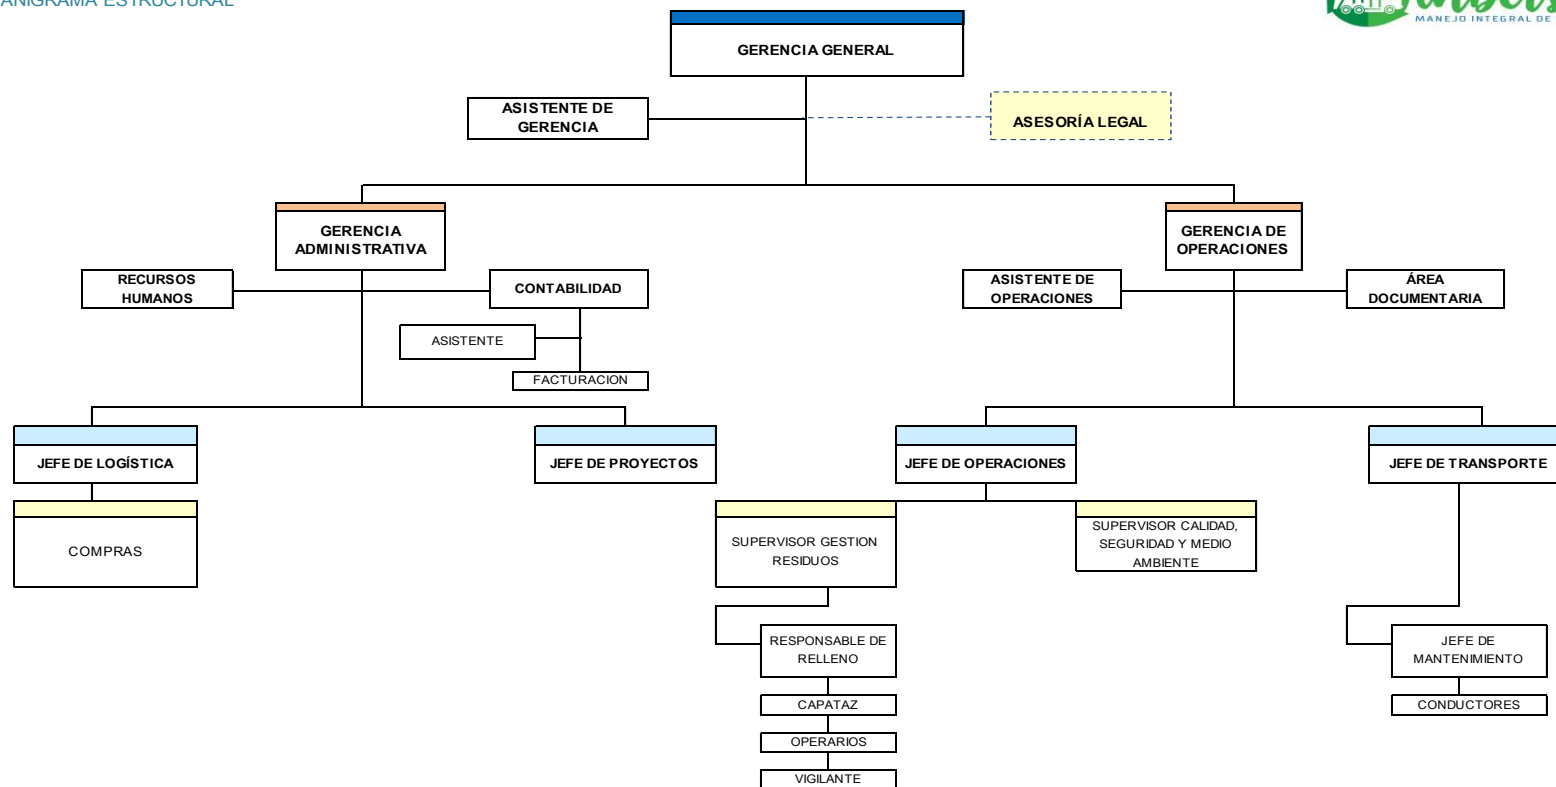 ANIGRAMA ESTRUCTURAL
MANEJO INTEGRAL DE
GERENCIA GENERAL
ASISTENTE DE
GERENCIA
ASESORÍA LEGAL
GERENCIA
ADMINISTRATIVA
GERENCIA DE
OPERACIONES
RECURSOS
HUMANOS
CONTABILIDAD
ASISTENTE DE
OPERACIONES
ÁREA
DOCUMENTARIA
ASISTENTE
FACTURACION
JEFE DE LOGÍSTICA
JEFE DE PROYECTOS
JEFE DE OPERACIONES
JEFE DE TRANSPORTE
COMPRAS
SUPERVISOR GESTION
RESIDUOS
SUPERVISOR CALIDAD,
SEGURIDAD Y MEDIO
AMBIENTE
RESPONSABLE DE
RELLENO
JEFE DE
MANTENIMIENTO
CAPATAZ
CONDUCTORES
OPERARIOS
VIGILANTE